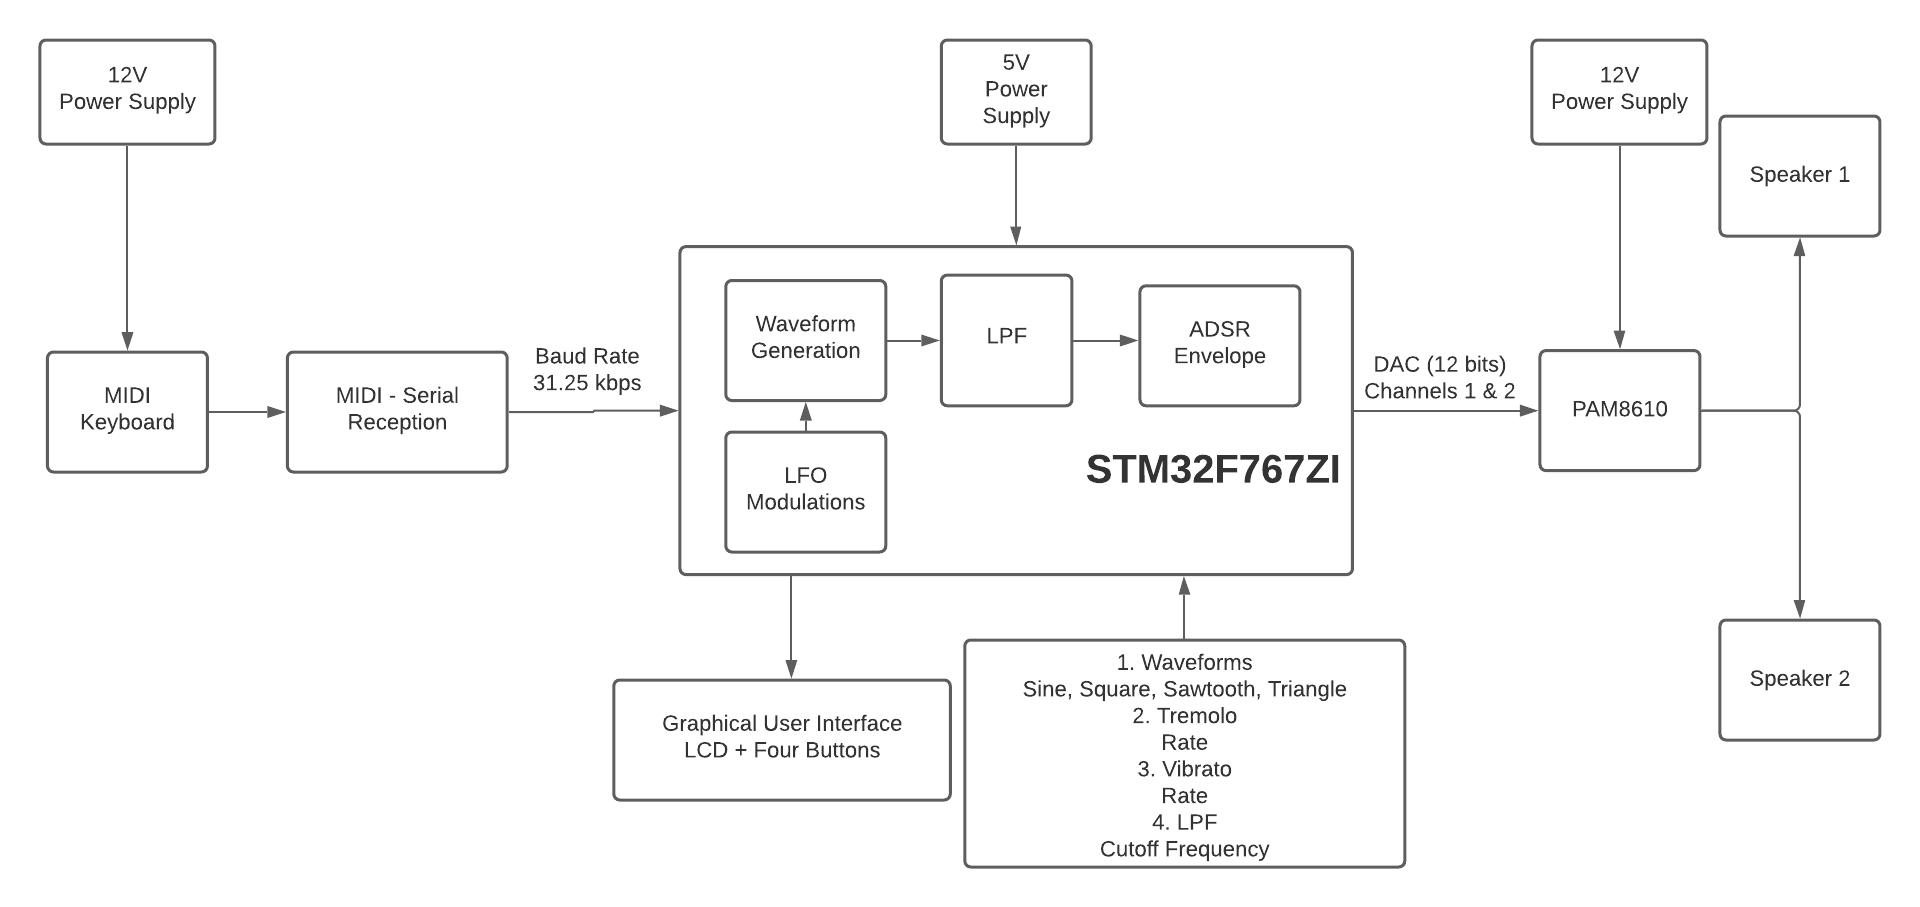 12V
Power Supply
5V
Power
Supply
12V
Power Supply
Speaker 1
MIDI
Keyboard
MIDI - Serial
Reception
Baud Rate
31.25 kbps
Waveform
Generation
LPF
ADSR
Envelope
LFO
Modulations
STM32F767ZI
DAC (12 bits)
Channels 1 & 2
PAM8610
Graphical User Interface
LCD + Four Buttons
1. Waveforms
Sine, Square, Sawtooth, Triangle
2. Tremolo
Rate
3. Vibrato
Rate
4. LPF
Cutoff Frequency
Speaker 2